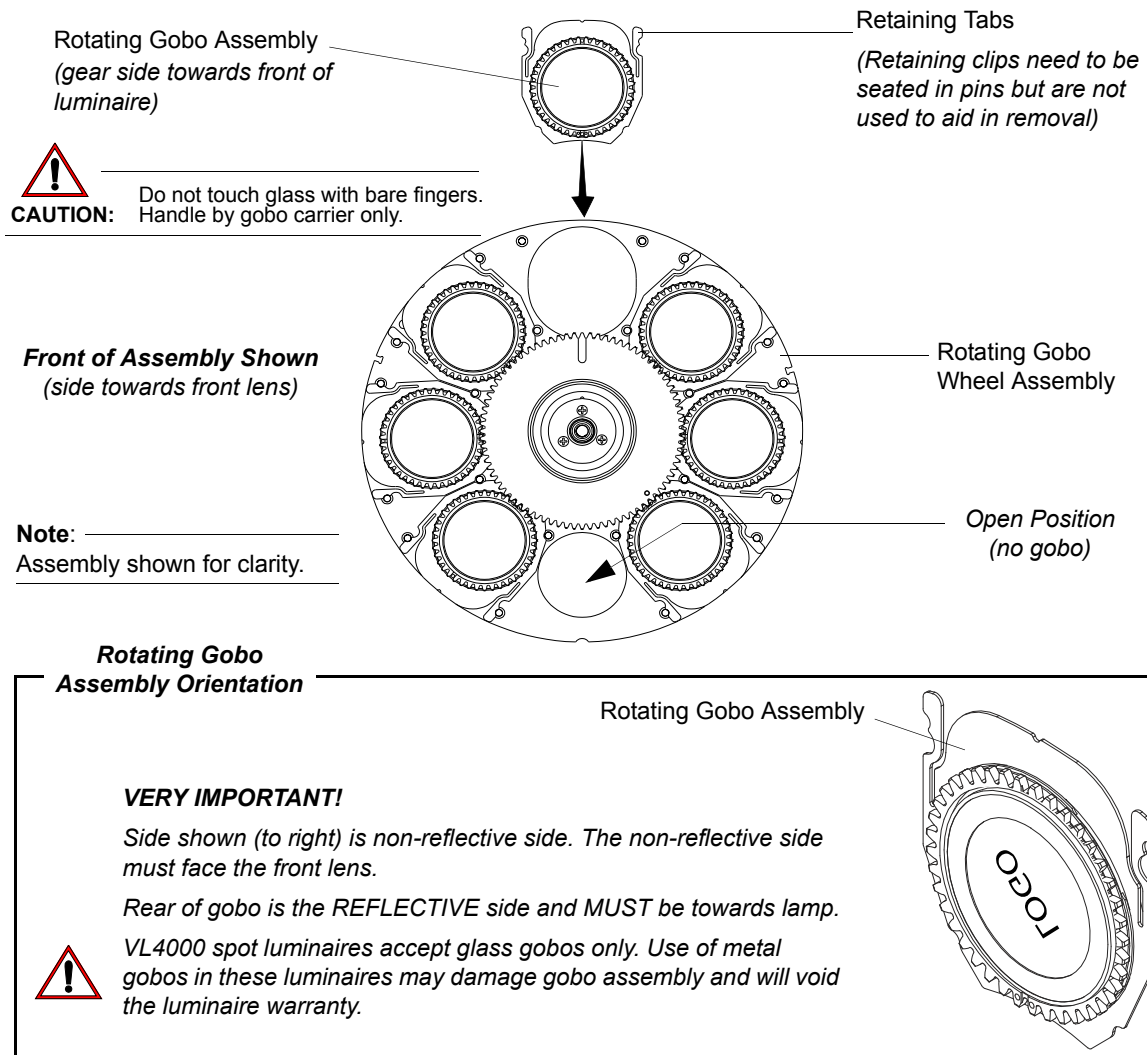 Rotating Gobo Assembly
(gear side towards front of
luminaire)
Retaining Tabs
(Retaining clips need to be
seated in pins but are not
used to aid in removal)
CAUTION:
Do not touch glass with bare fingers.
Handle by gobo carrier only.
Front of Assembly Shown
(side towards front lens)
Rotating Gobo
Wheel Assembly
Note:
Assembly shown for clarity.
Open Position
(no gobo)
Rotating Gobo
Assembly Orientation
Rotating Gobo Assembly
VERY IMPORTANT!
Side shown (to right) is non-reflective side. The non-reflective side
must face the front lens.
Rear of gobo is the REFLECTIVE side and MUST be towards lamp.
VL4000 spot luminaires accept glass gobos only. Use of metal
gobos in these luminaires may damage gobo assembly and will void
the luminaire warranty.
LOGO